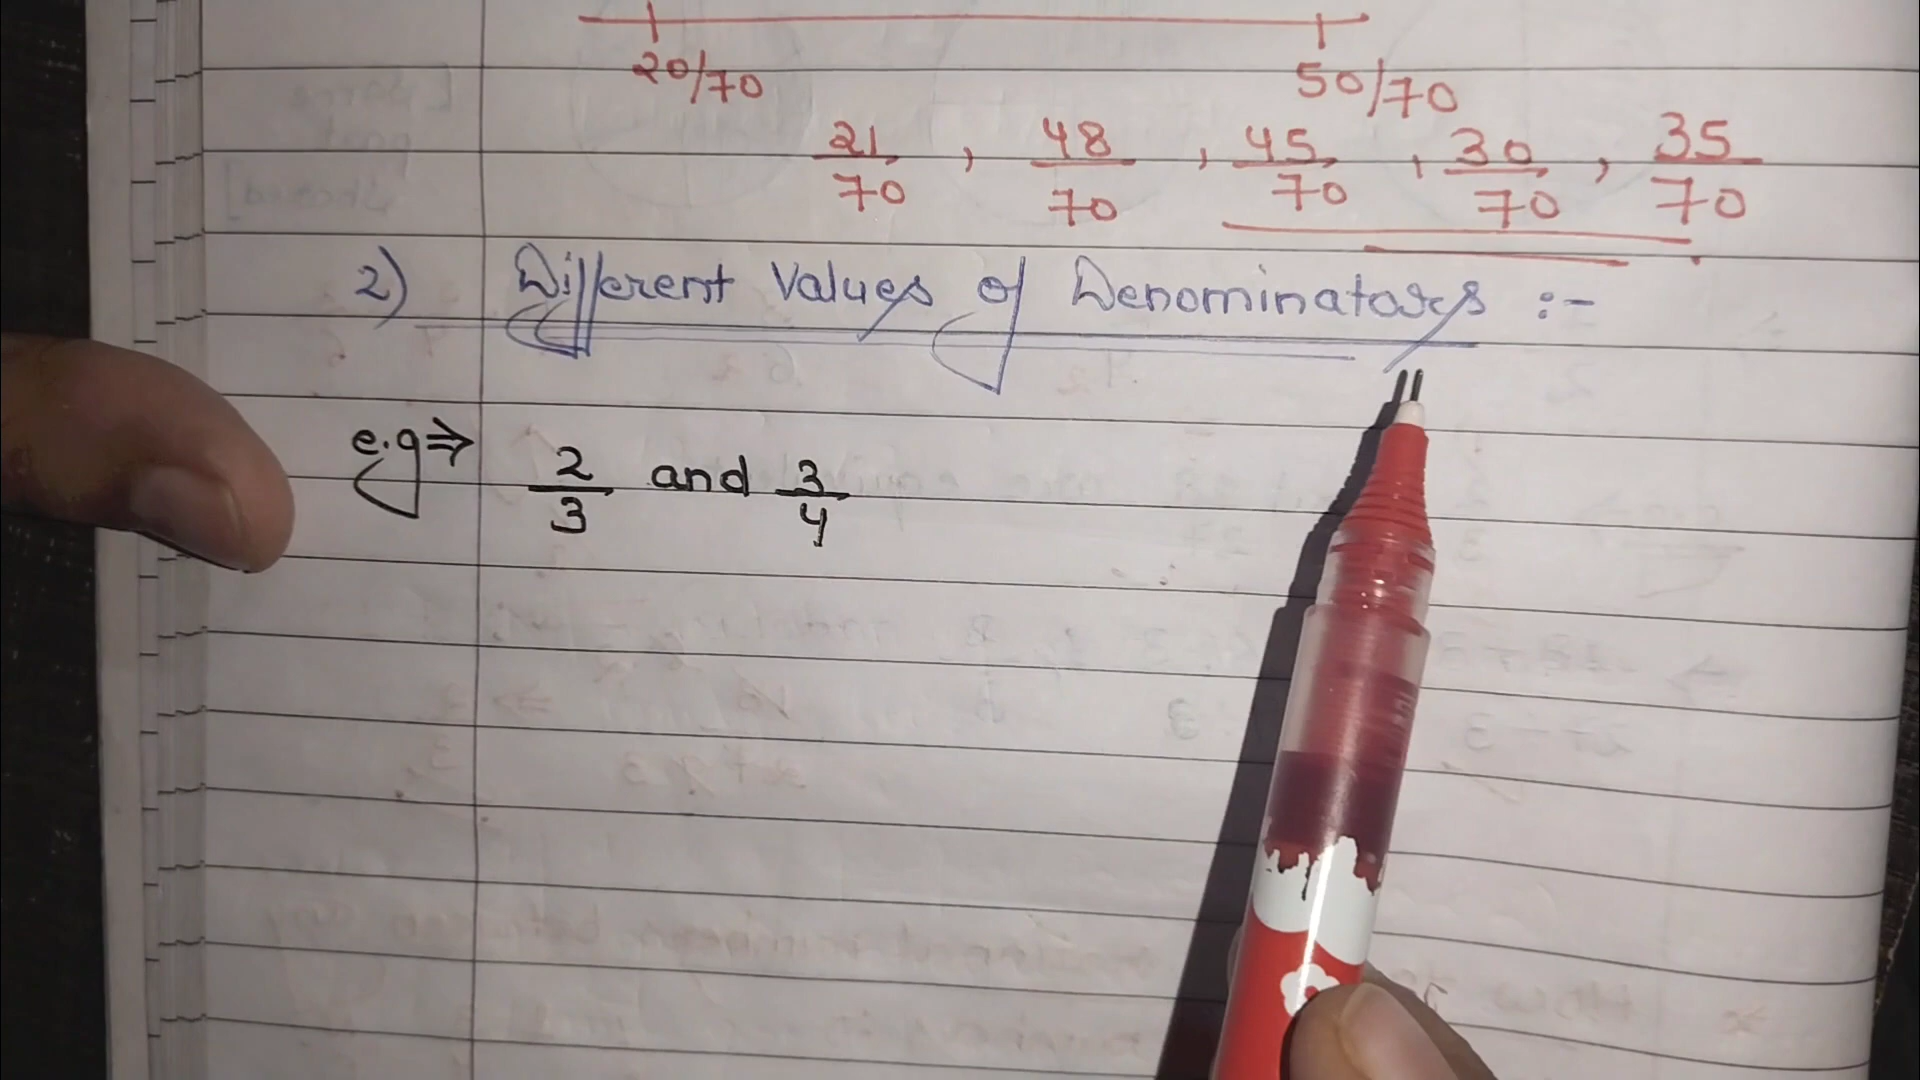 20/70 50/70
21/70 , 48/70 , 45/70 , 30/70 , 35/70
2) Different Values of Denominators :-
e.g ⇒ 2/3 and 3/4